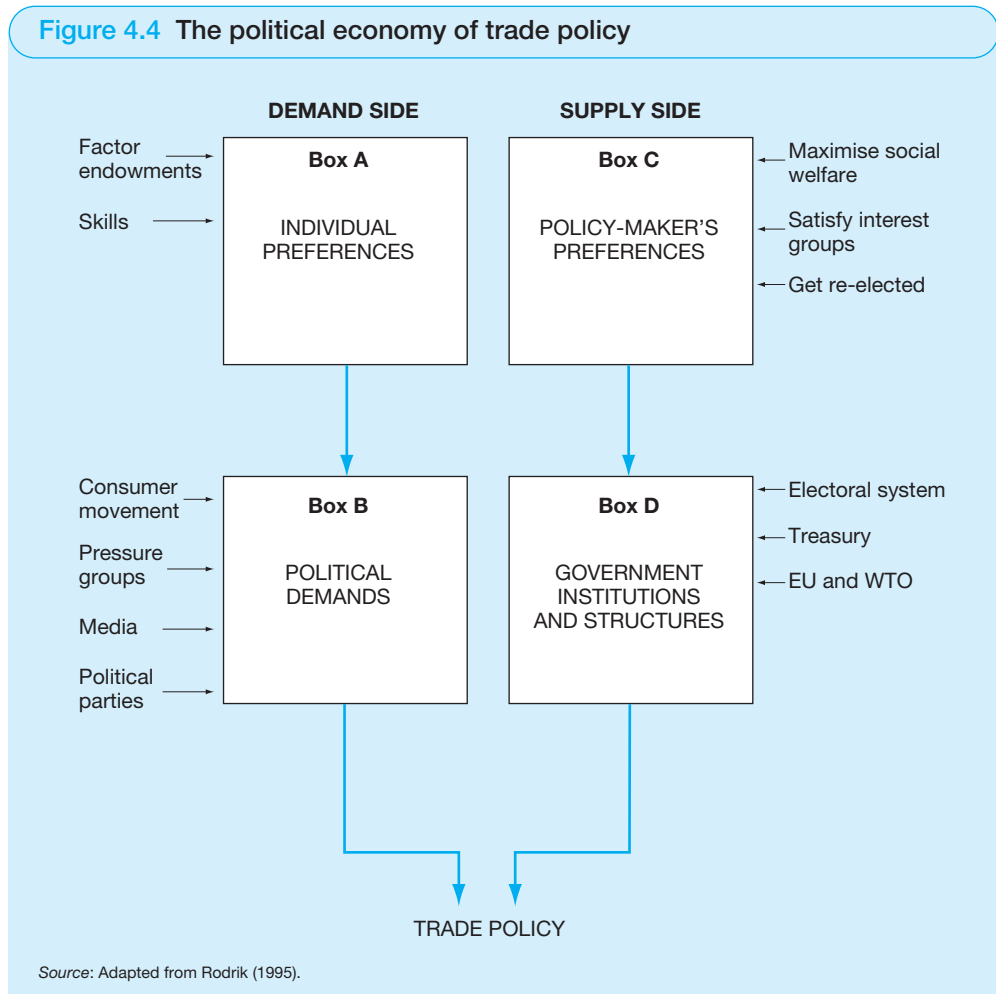 Figure 4.4 The political economy of trade policy
DEMAND SIDE
SUPPLY SIDE
Factor
endowments
Skills
Box A
INDIVIDUAL
PREFERENCES
Box C
POLICY-MAKER'S
PREFERENCES
Maximise social
welfare
Satisfy interest
groups
Get re-elected
Consumer
movement
Pressure
groups
Media
Political
parties
Box B
POLITICAL
DEMANDS
Box D
GOVERNMENT
INSTITUTIONS
AND STRUCTURES
Electoral system
Treasury
EU and WTO
TRADE POLICY
Source: Adapted from Rodrik (1995).